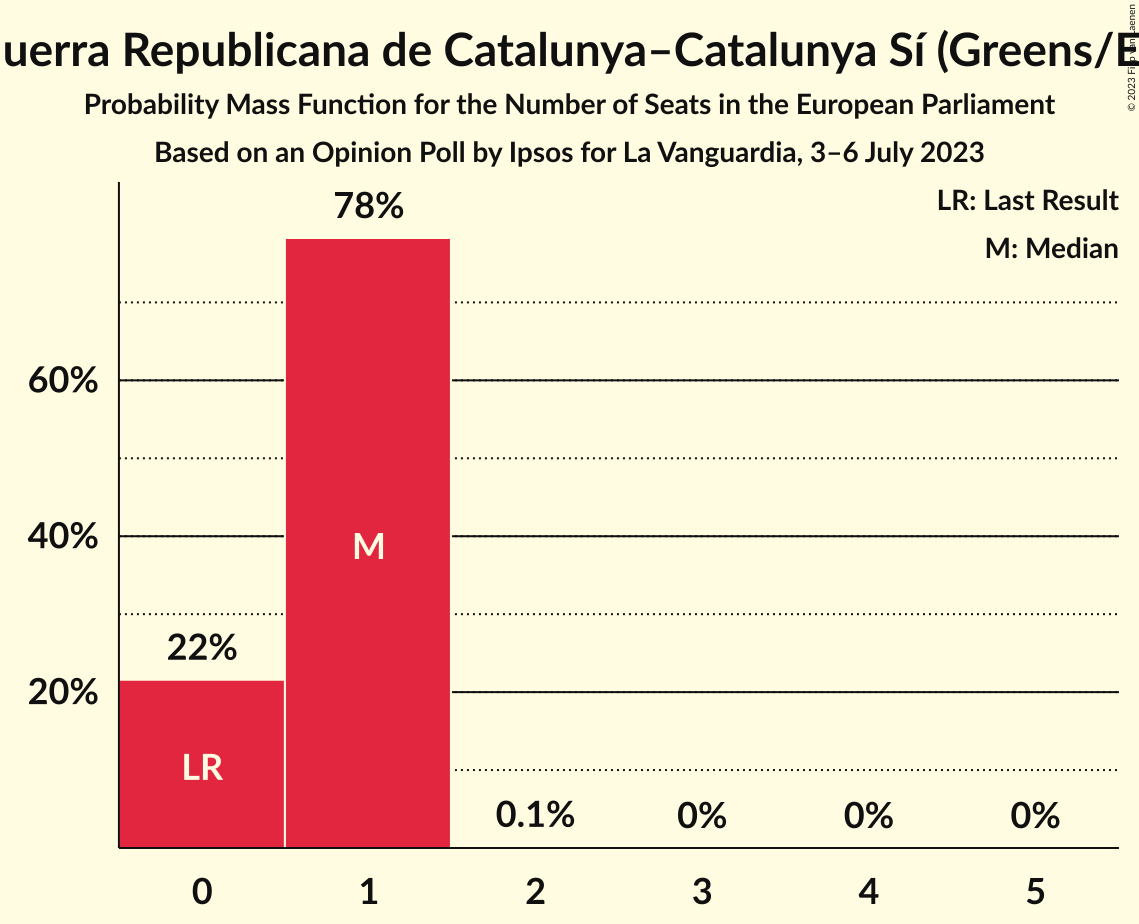 uerra Republicana de Catalunya–Catalunya Sí (Greens/E
Probability Mass Function for the Number of Seats in the European Parliament
Based on an Opinion Poll by Ipsos for La Vanguardia, 3–6 July 2023
LR: Last Result
M: Median
78%
60%
M
40%
22%
20%
LR
0.1%
0%
0%
0%
0
1
2
3
4
5
© 2023